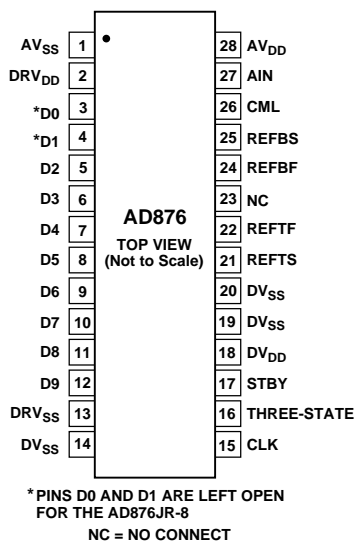 AVSS 1 28 AVDD
DRVDD 2 27 AIN
*D0 3 26 CML
*D1 4 25 REFBS
D2 5 24 REFBF
D3 6 23 NC
D4 7 22 REFTF
D5 8 21 REFTS
D6 9 20 DVSS
D7 10 19 DVSS
D8 11 18 DVDD
D9 12 17 STBY
DRVSS 13 16 THREE-STATE
DVSS 14 15 CLK
AD876
TOP VIEW
(Not to Scale)
*PINS D0 AND D1 ARE LEFT OPEN
FOR THE AD876JR-8
NC = NO CONNECT